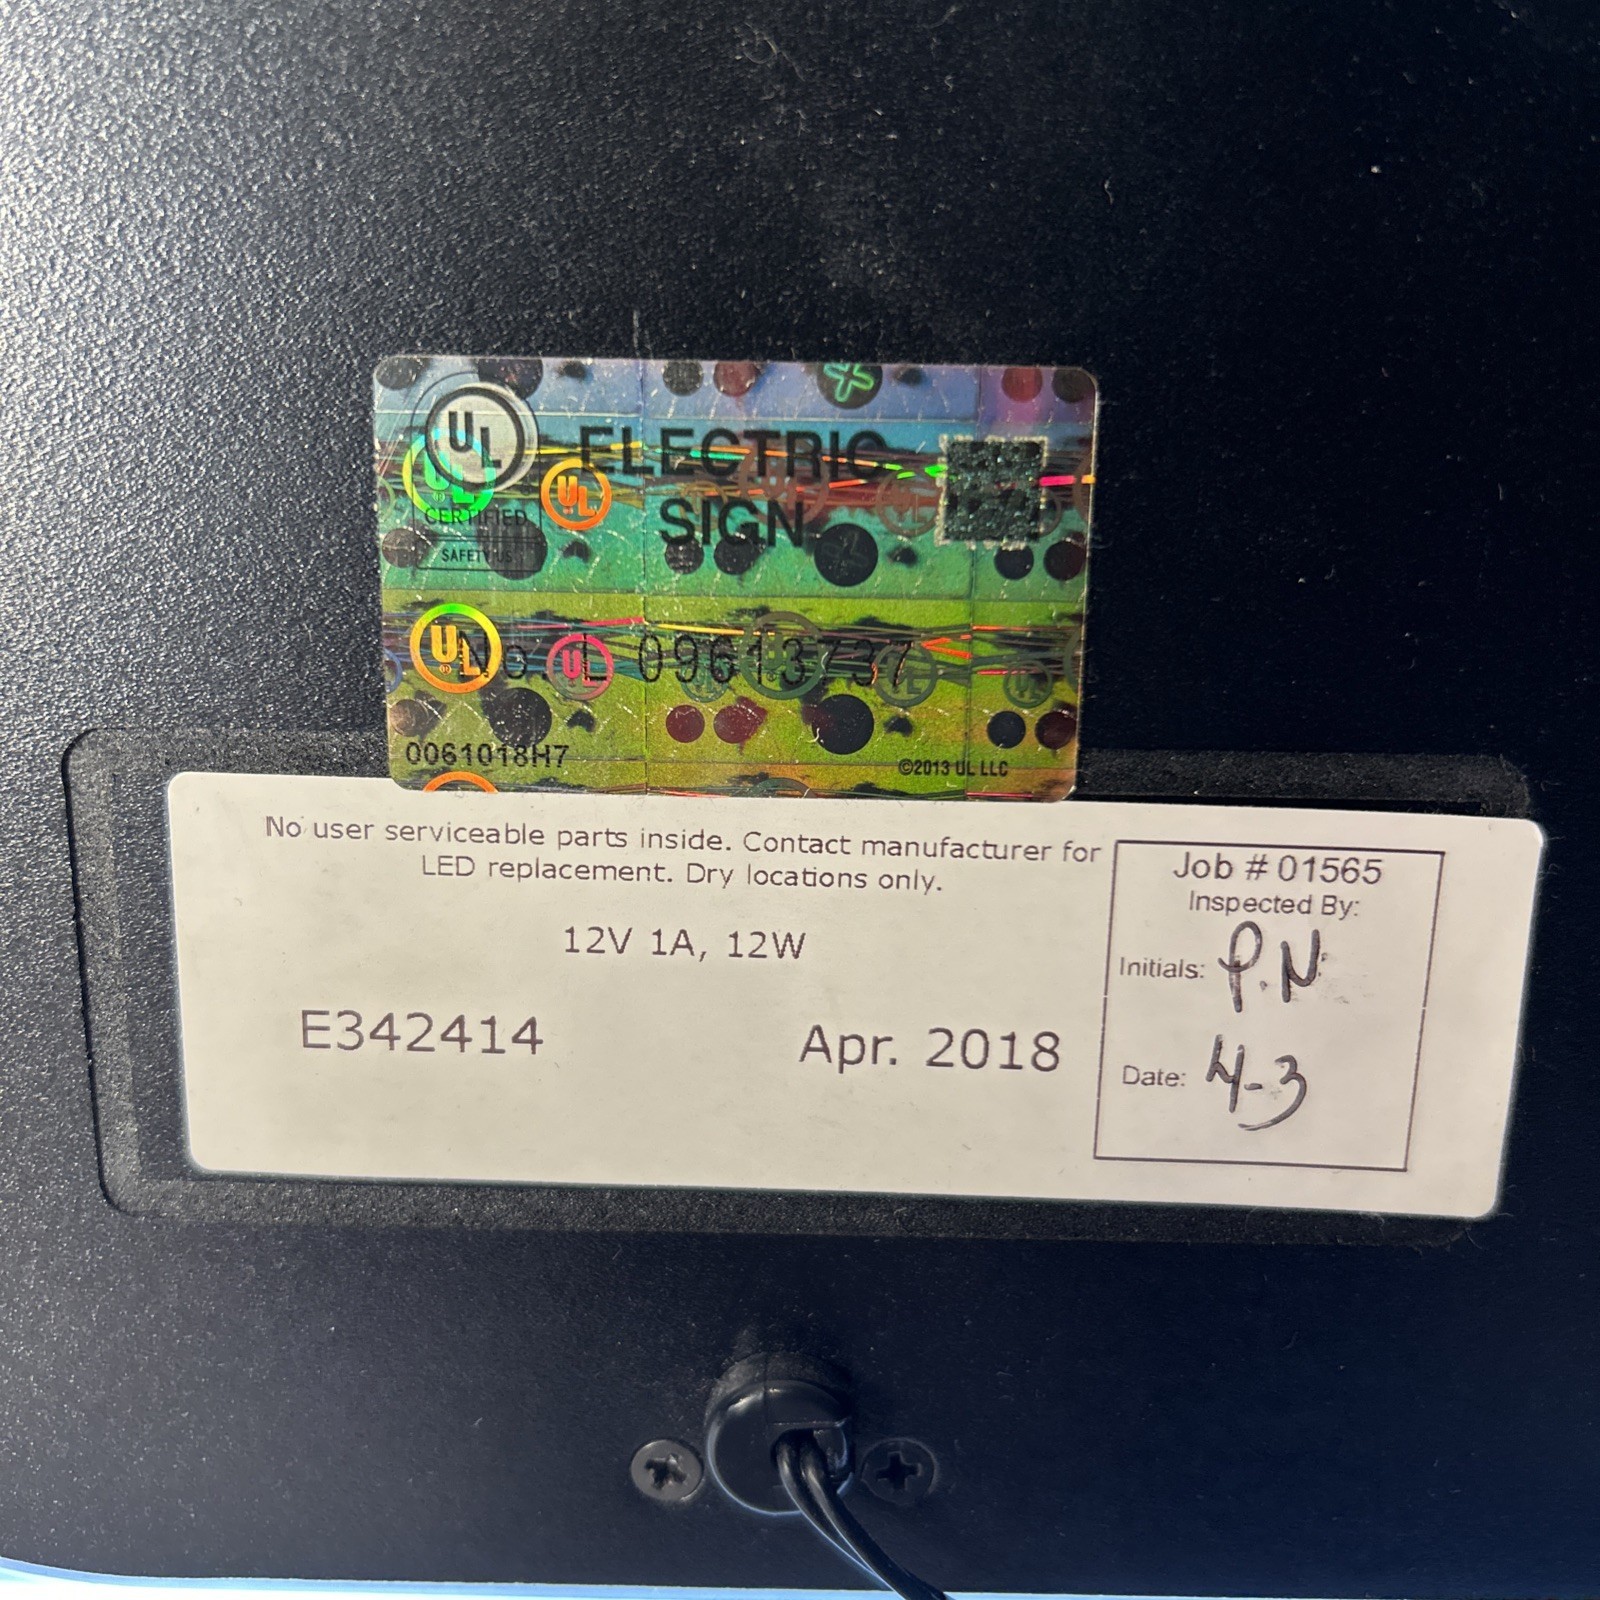 UL
ELECTRIC
SIGN
CERTIFIED
SAFETY US
No. L 09613737
0061018H7
©2013 UL LLC
No user serviceable parts inside. Contact manufacturer for
LED replacement. Dry locations only.
12V 1A, 12W
E342414
Apr. 2018
Job # 01565
Inspected By:
Initials: P.N.
Date: 4-3